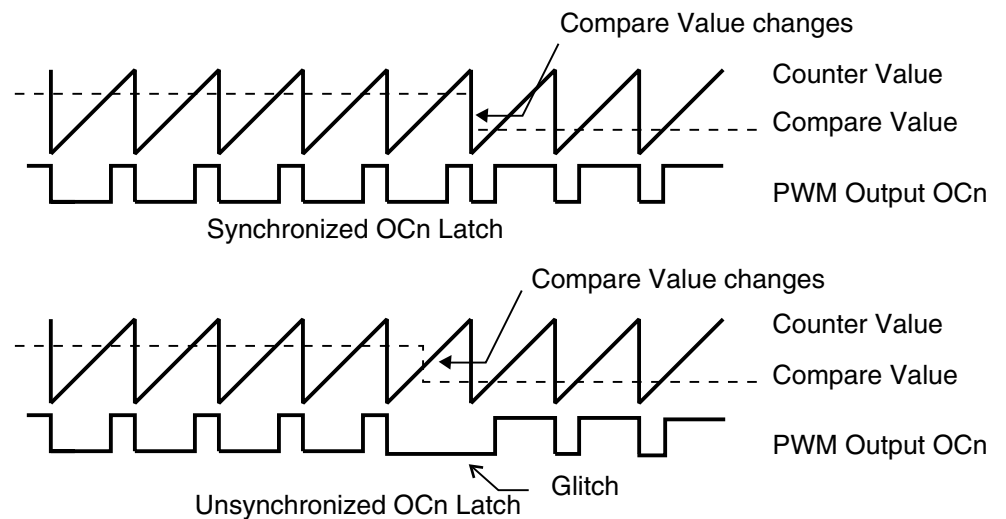 Compare Value changes
Counter Value
Compare Value
PWM Output OCn
Synchronized OCn Latch
Compare Value changes
Counter Value
Compare Value
PWM Output OCn
Glitch
Unsynchronized OCn Latch